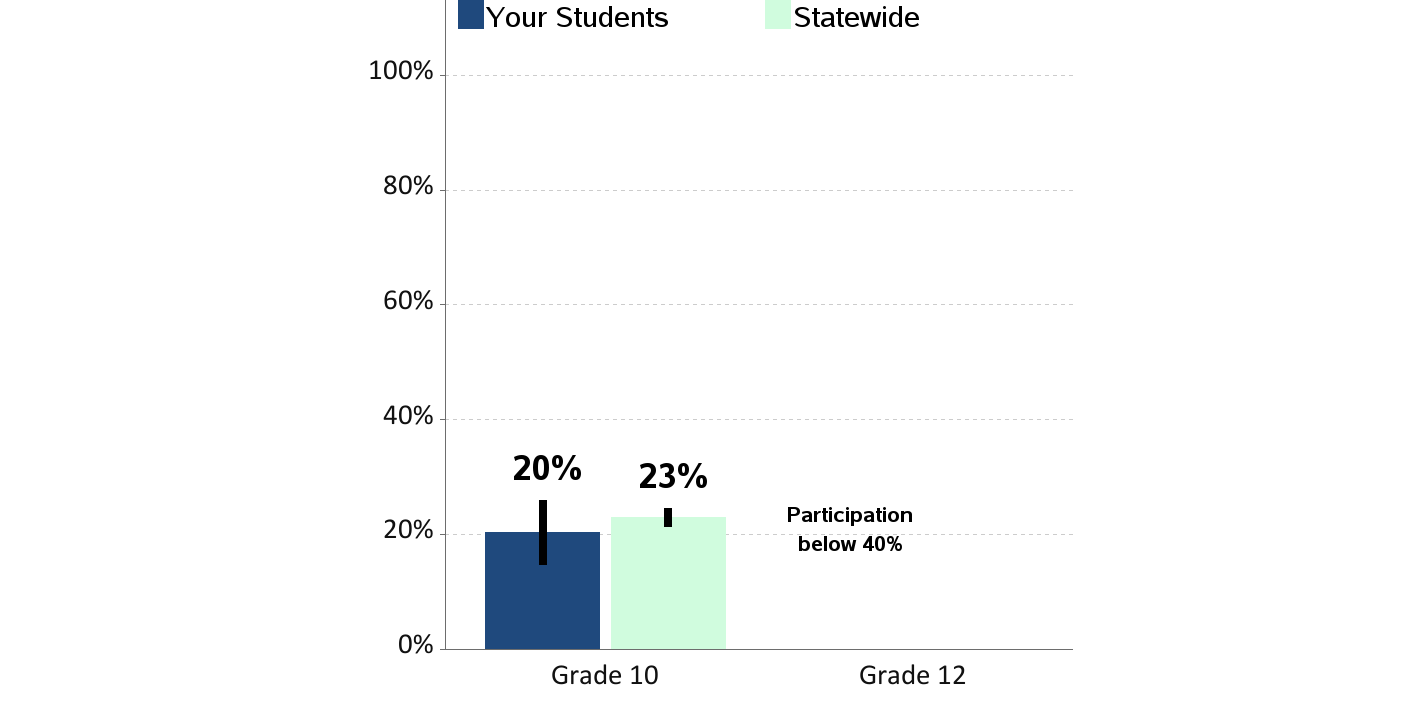 Your Students Statewide
100%
80%
60%
40%
20%
0%
20% 23%
Participation
below 40%
Grade 10 Grade 12